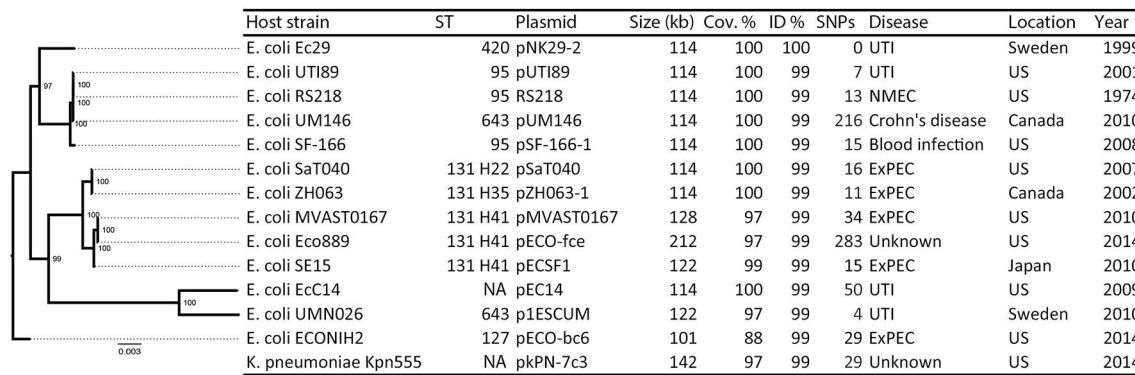 Host strain ST Plasmid Size (kb) Cov. % ID % SNPs Disease Location Year
E. coli Ec29 420 pNK29-2 114 100 100 0 UTI Sweden 1999
E. coli UTI89 95 pUTI89 114 100 99 7 UTI US 2001
E. coli RS218 95 RS218 114 100 99 13 NMEC US 1974
E. coli UM146 643 pUM146 114 100 99 216 Crohn's disease Canada 2010
E. coli SF-166 pSF-166-1 114 100 99 15 Blood infection US 2008
E. coli SaT040 131 H22 pSaT040 114 100 99 16 ExPEC US 2007
E. coli ZH063 131 H35 pZH063-1 114 100 99 11 ExPEC Canada 2002
E. coli MVAST0167 131 H41 pMVAST0167 128 97 99 34 ExPEC US 2010
E. coli Eco889 131 H41 pECO-fce 212 97 99 283 Unknown US 2014
E. coli SE15 131 H41 pECSF1 122 99 99 15 ExPEC Japan 2010
E. coli EcC14 NA pEC14 114 100 99 50 UTI US 2009
E. coli UMN026 643 p1ESCUM 122 97 99 4 UTI Sweden 2010
E. coli ECONIH2 127 pECO-bc6 101 88 99 29 ExPEC US 2014
K. pneumoniae Kpn555 NA pkPN-7c3 142 97 99 29 Unknown US 2014
97
100
100
100
100
100
100
99
100
0.003